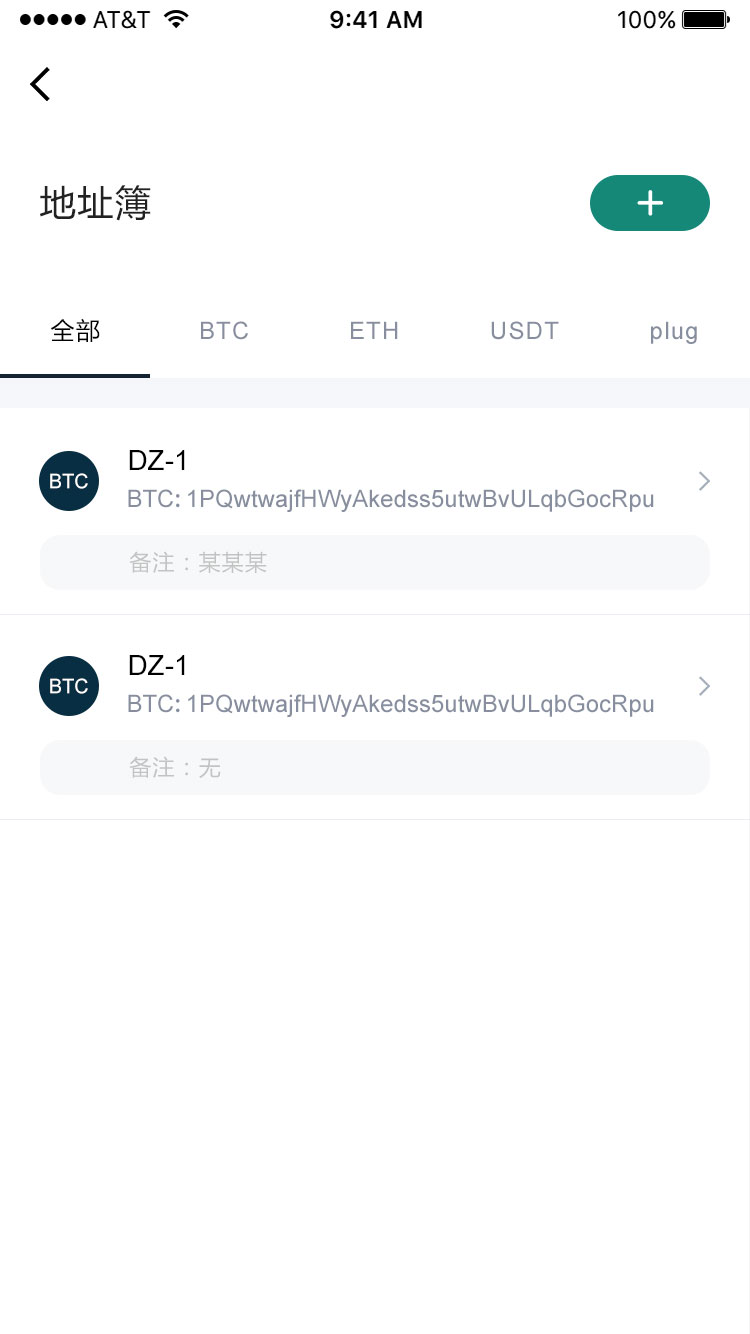 ●●●●● AT&T 9:41 AM 100%
地址簿
全部 BTC ETH USDT plug
DZ-1
BTC BTC: 1PQwtwajfHWyAkedss5utwBvULqbGocRpu
备注：某某某
DZ-1
BTC BTC: 1PQwtwajfHWyAkedss5utwBvULqbGocRpu
备注：无